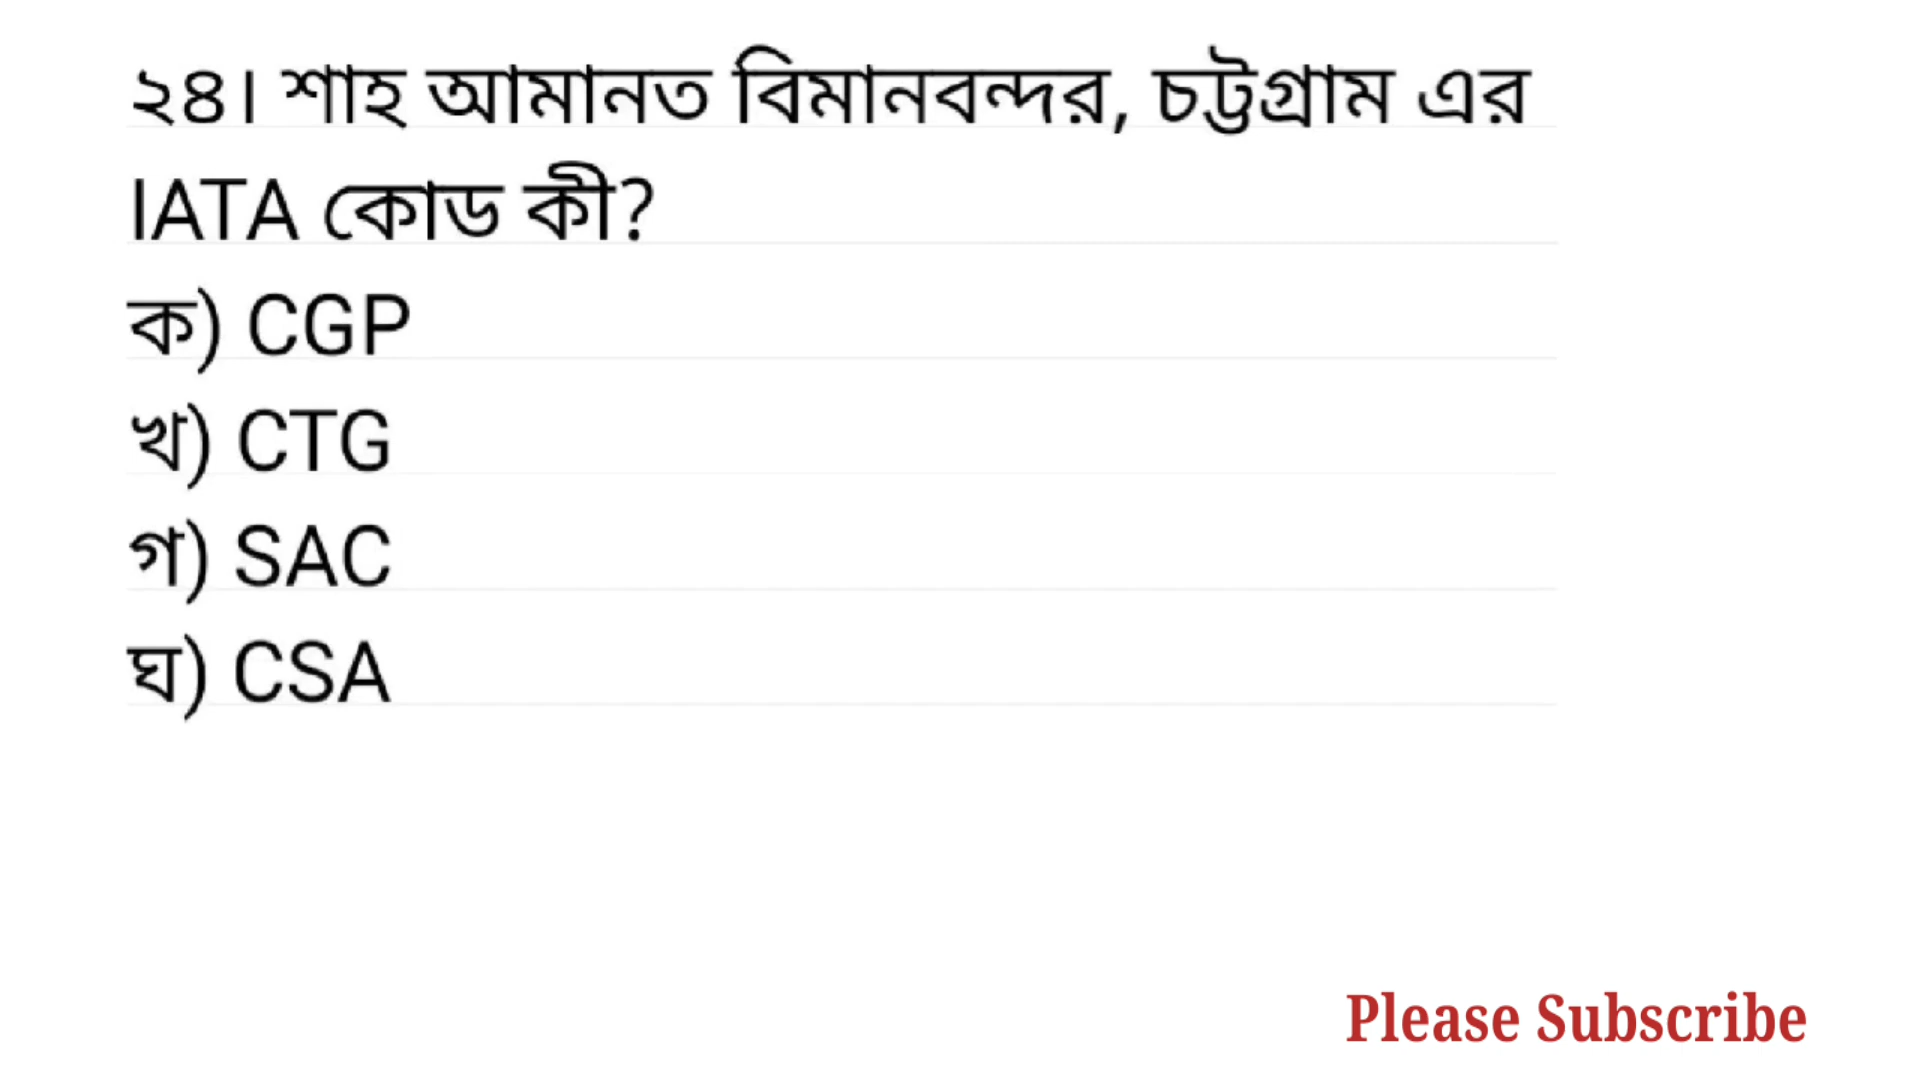 ২৪। শাহ আমানত বিমানবন্দর, চট্টগ্রাম এর
IATA কোড কী?
ক) CGP
খ) CTG
গ) SAC
ঘ) CSA
Please Subscribe